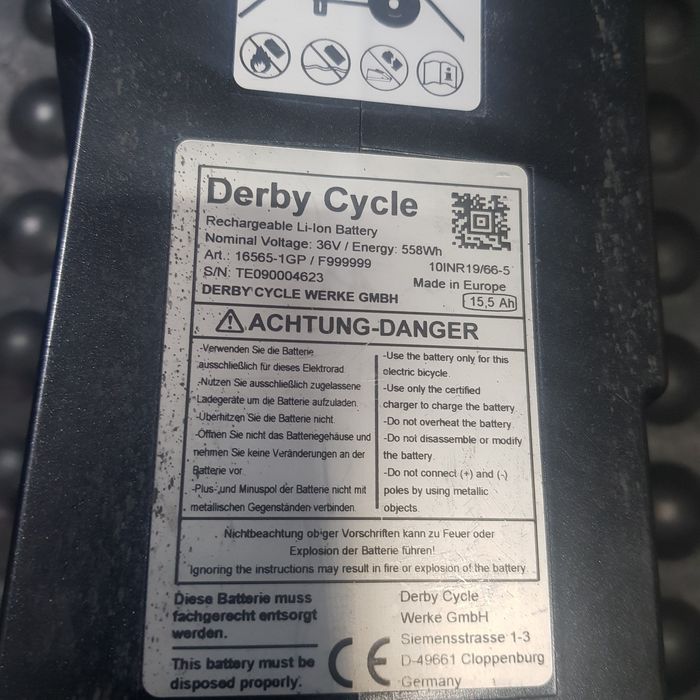 Derby Cycle
Rechargeable Li-Ion Battery
Nominal Voltage: 36V / Energy: 558Wh
Art.: 16565-1GP / F999999
10INR19/66-5
S/N: TE090004623
Made in Europe
DERBY CYCLE WERKE GMBH
15,5 Ah
ACHTUNG-DANGER
-Verwenden Sie die Batterie
ausschließlich für dieses Elektrorad
-Nutzen Sie ausschließlich zugelassene
Ladegeräte um die Batterie aufzuladen
-Überhitzen Sie die Batterie nicht
-Öffnen Sie nicht das Batteriegehäuse und
nehmen Sie keine Veränderungen an der
Batterie vor
-Plus- und Minuspol der Batterie nicht mit
metallischen Gegenständen verbinden
-Use the battery only for this
electric bicycle.
-Use only the certified
charger to charge the battery
-Do not overheat the battery
-Do not disassemble or modify
the battery
-Do not connect (+) and (-)
poles by using metallic
objects.
Nichtbeachtung obiger Vorschriften kann zu Feuer oder
Explosion der Batterie führen!
Ignoring the instructions may result in fire or explosion of the battery.
Diese Batterie muss
fachgerecht entsorgt
werden.
This battery must be
disposed properly.
CE
Derby Cycle
Werke GmbH
Siemensstrasse 1-3
D-49661 Cloppenburg
Germany